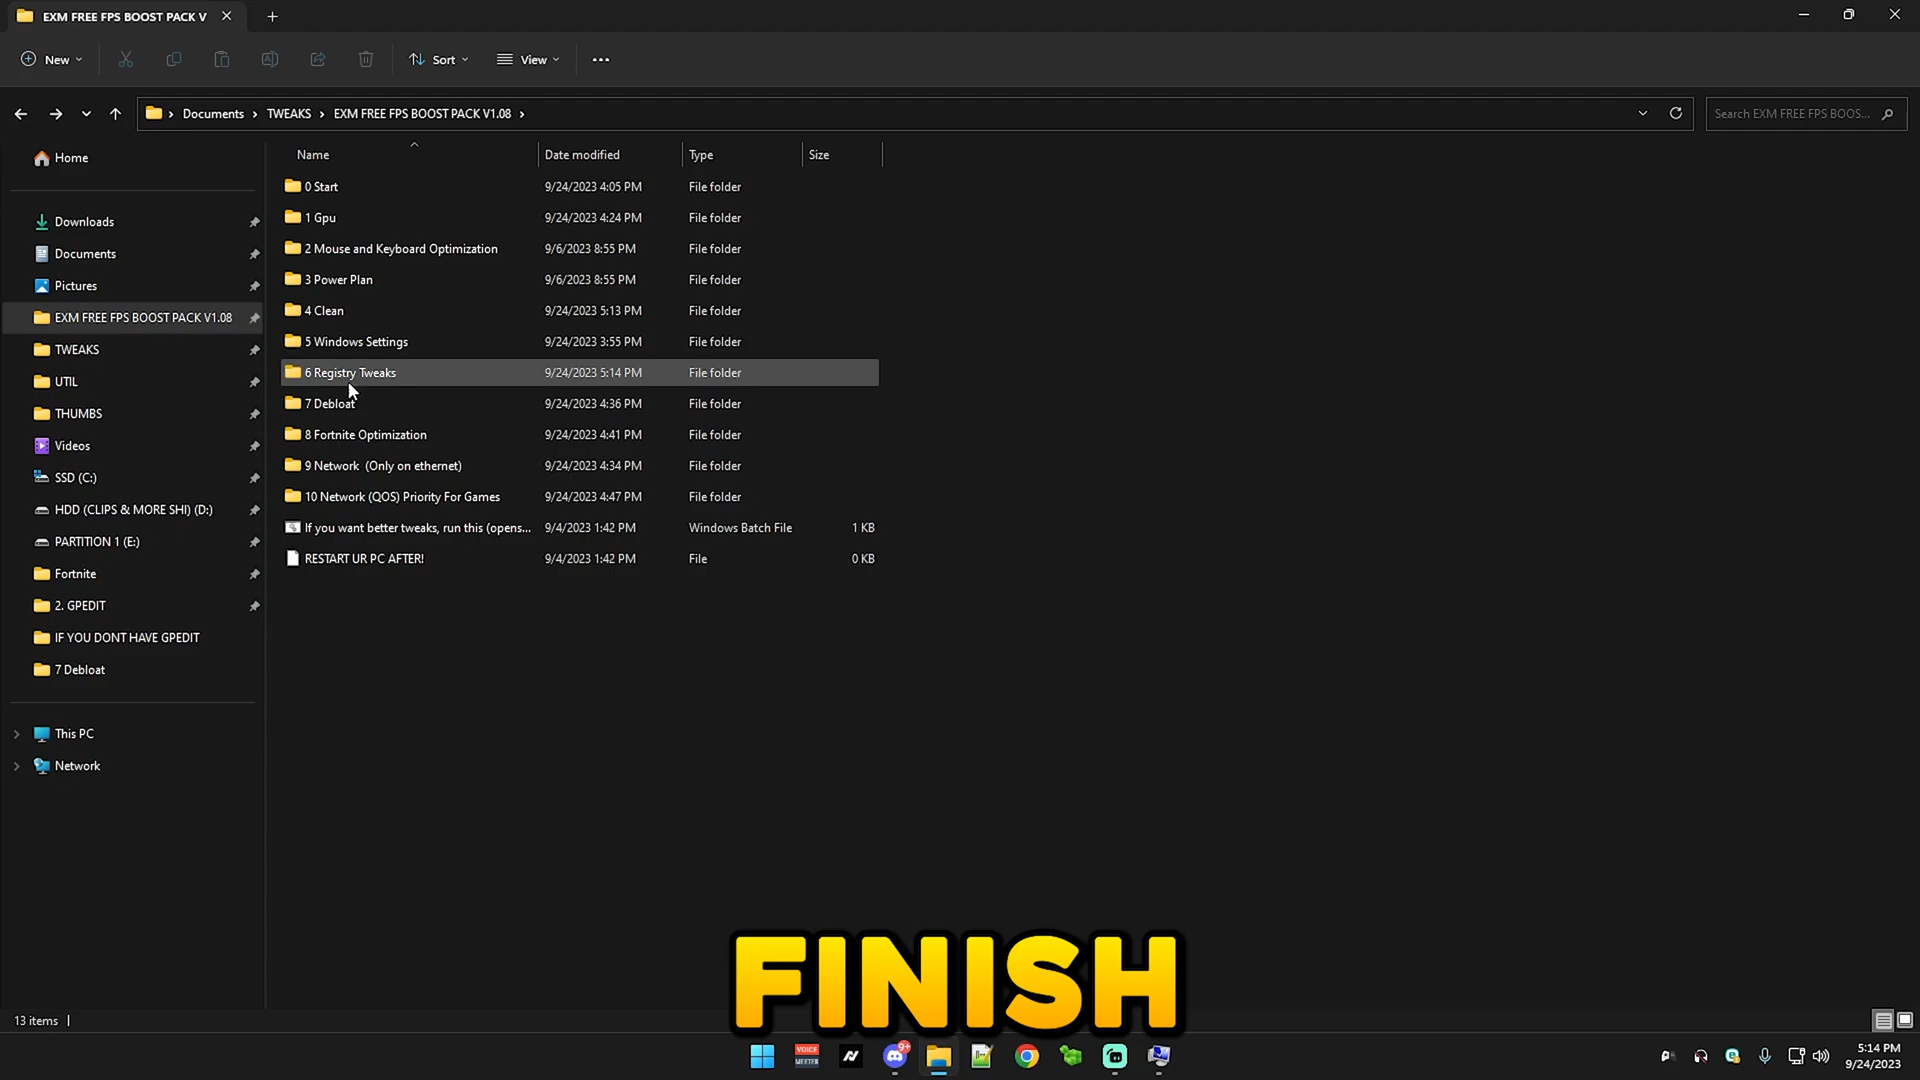 EXM FREE FPS BOOST PACK V
New
Sort
View
Documents > TWEAKS > EXM FREE FPS BOOST PACK V1.08 >
Search EXM FREE FPS BOOS...
Home
Downloads
Documents
Pictures
EXM FREE FPS BOOST PACK V1.08
TWEAKS
UTIL
THUMBS
Videos
SSD (C:)
HDD (CLIPS & MORE SHI) (D:)
PARTITION 1 (E:)
Fortnite
2. GPEDIT
IF YOU DONT HAVE GPEDIT
7 Debloat
This PC
Network
Name Date modified Type Size
0 Start 9/24/2023 4:05 PM File folder
1 Gpu 9/24/2023 4:24 PM File folder
2 Mouse and Keyboard Optimization 9/6/2023 8:55 PM File folder
3 Power Plan 9/6/2023 8:55 PM File folder
4 Clean 9/24/2023 5:13 PM File folder
5 Windows Settings 9/24/2023 3:55 PM File folder
6 Registry Tweaks 9/24/2023 5:14 PM File folder
7 Debloat 9/24/2023 4:36 PM File folder
8 Fortnite Optimization 9/24/2023 4:41 PM File folder
9 Network (Only on ethernet) 9/24/2023 4:34 PM File folder
10 Network (QOS) Priority For Games 9/24/2023 4:47 PM File folder
If you want better tweaks, run this (opens... 9/4/2023 1:42 PM Windows Batch File 1 KB
RESTART UR PC AFTER! 9/4/2023 1:42 PM File 0 KB
FINISH
13 items
VOICE
MEETER
9+
5:14 PM
9/24/2023